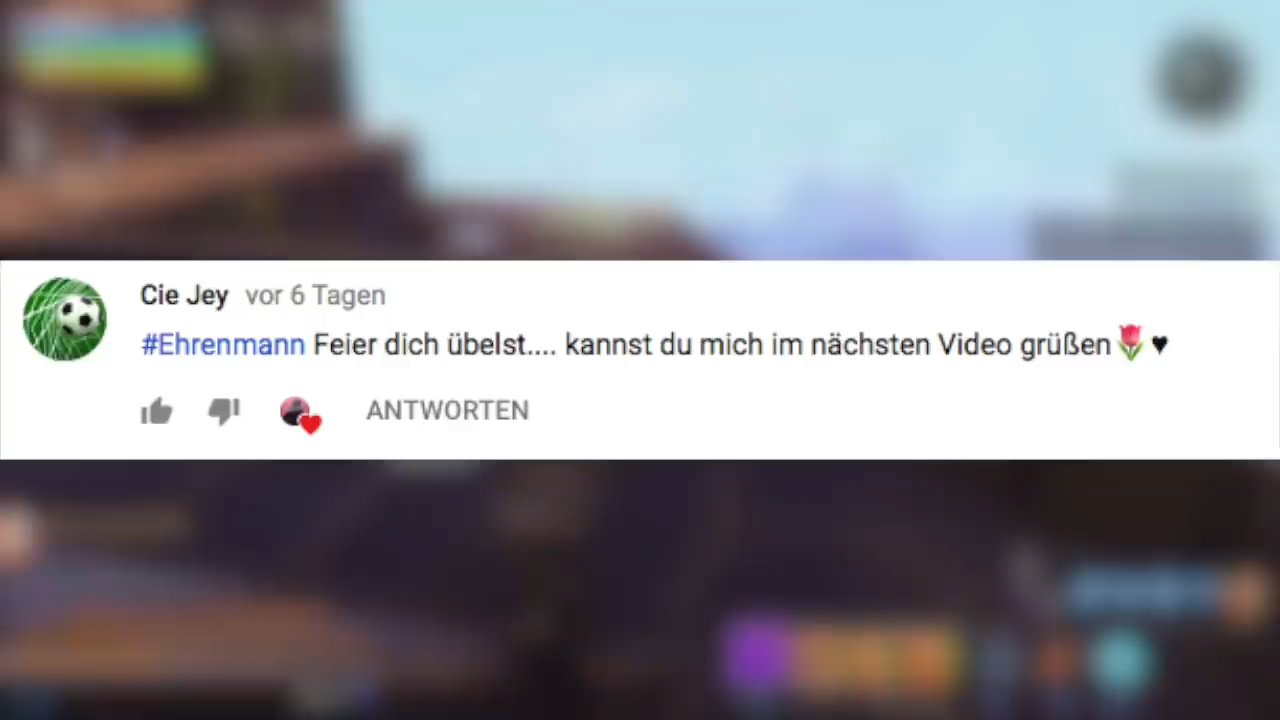 Cie Jey vor 6 Tagen
#Ehrenmann Feier dich übelst.... kannst du mich im nächsten Video grüßen🌷♥
ANTWORTEN